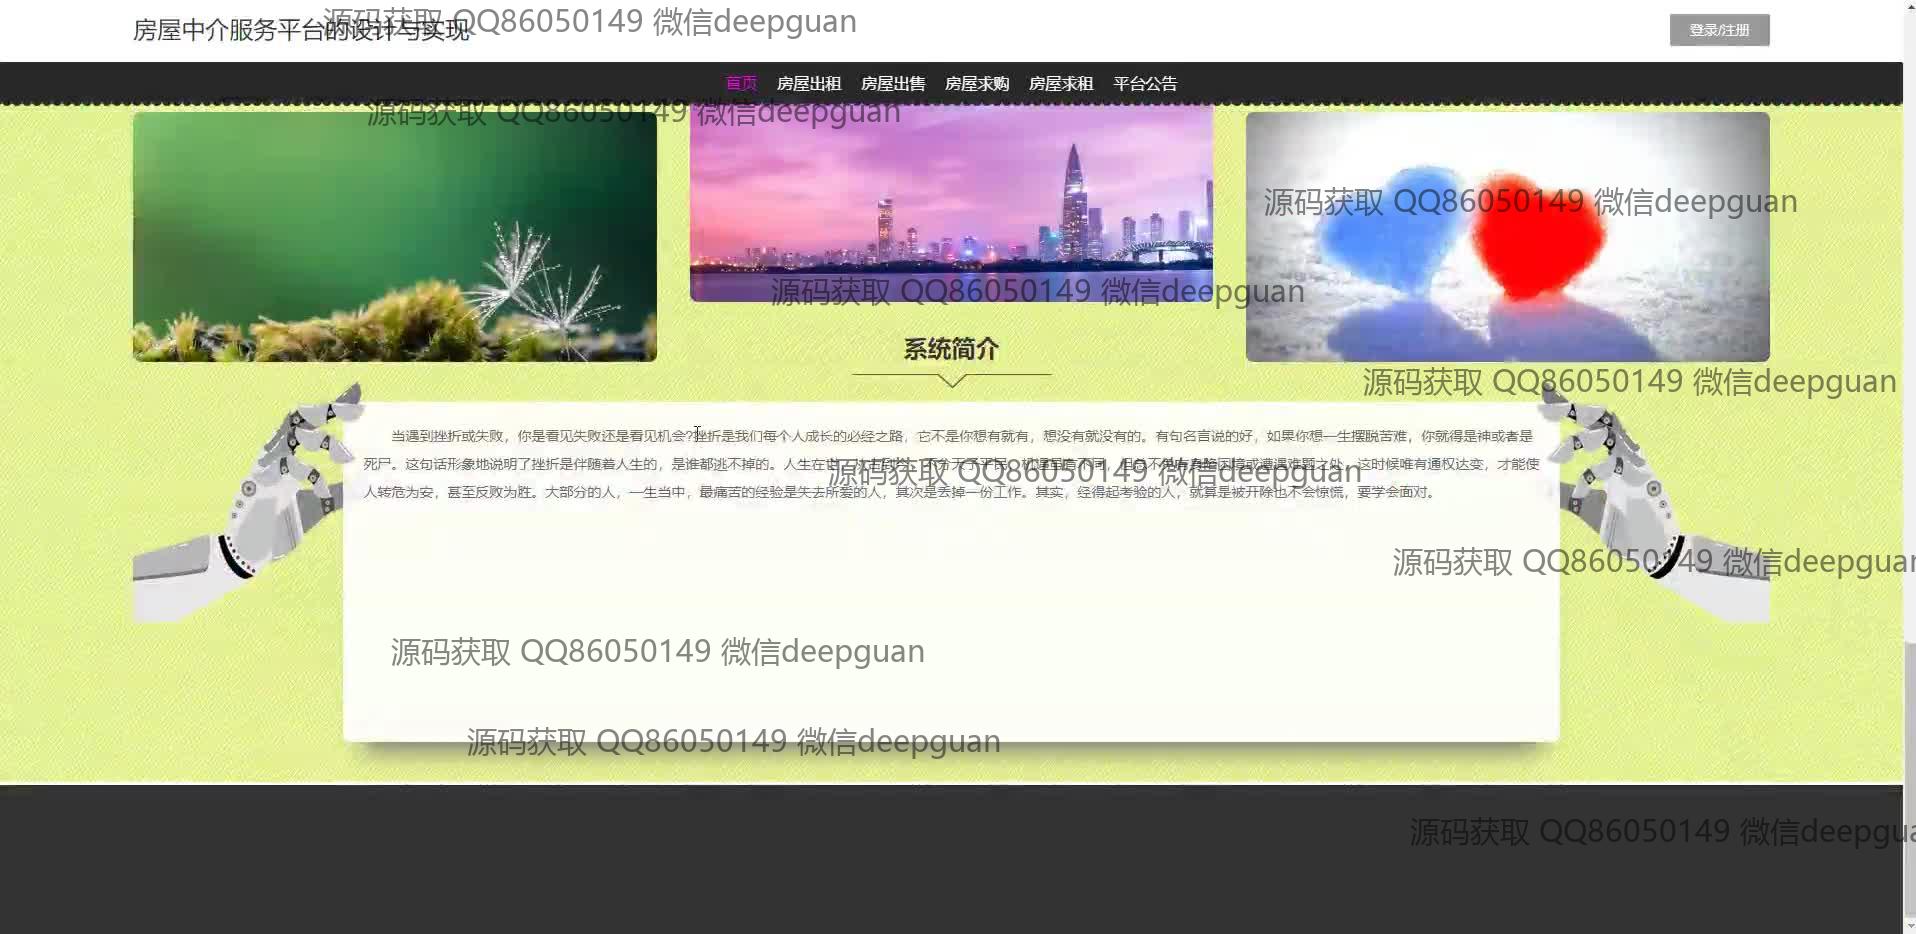 房屋中介服务平台的设计与实现
源码获取 QQ86050149 微信deepguan
登录/注册
首页 房屋出租 房屋出售 房屋求购 房屋求租 平台公告
源码获取 QQ86050149 微信deepguan
源码获取 QQ86050149 微信deepguan
源码获取 QQ86050149 微信deepguan
系统简介
源码获取 QQ86050149 微信deepguan
当遇到挫折或失败，你是看见失败还是看见机会?挫折是我们每个人成长的必经之路，它不是你想有就有，想没有就没有的。有句名言说的好，如果你想一生摆脱苦难，你就得是神或者是
死尸。这句话形象地说明了挫折是伴随着人生的，是谁都逃不掉的。人生在世，这时候唯有通权达变，才能使
源码获取 QQ86050149 微信deepguan
人转危为安，甚至反败为胜。大部分的人，一生当中，最痛苦的经验是失去所爱的人，其次是丢掉一份工作。其实，经得起考验的人，就算是被开除也不会惊慌，要学会面对。
源码获取 QQ86050149 微信deepguan
源码获取 QQ86050149 微信deepguan
源码获取 QQ86050149 微信deepguan
源码获取 QQ86050149 微信deepgua